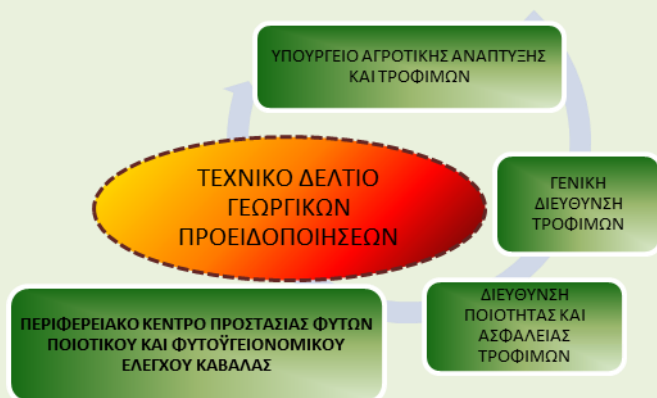 ΥΠΟΥΡΓΕΙΟ ΑΓΡΟΤΙΚΗΣ ΑΝΑΠΤΥΞΗΣ
ΚΑΙ ΤΡΟΦΙΜΩΝ
ΤΕΧΝΙΚΟ ΔΕΛΤΙΟ
ΓΕΩΡΓΙΚΩΝ
ΠΡΟΕΙΔΟΠΟΙΗΣΕΩΝ
ΓΕΝΙΚΗ
ΔΙΕΥΘΥΝΣΗ
ΤΡΟΦΙΜΩΝ
ΔΙΕΥΘΥΝΣΗ
ΠΟΙΟΤΗΤΑΣ ΚΑΙ
ΑΣΦΑΛΕΙΑΣ
ΤΡΟΦΙΜΩΝ
ΠΕΡΙΦΕΡΕΙΑΚΟ ΚΕΝΤΡΟ ΠΡΟΣΤΑΣΙΑΣ ΦΥΤΩΝ
ΠΟΙΟΤΙΚΟΥ ΚΑΙ ΦΥΤΟΫΓΕΙΟΝΟΜΙΚΟΥ
ΕΛΕΓΧΟΥ ΚΑΒΑΛΑΣ